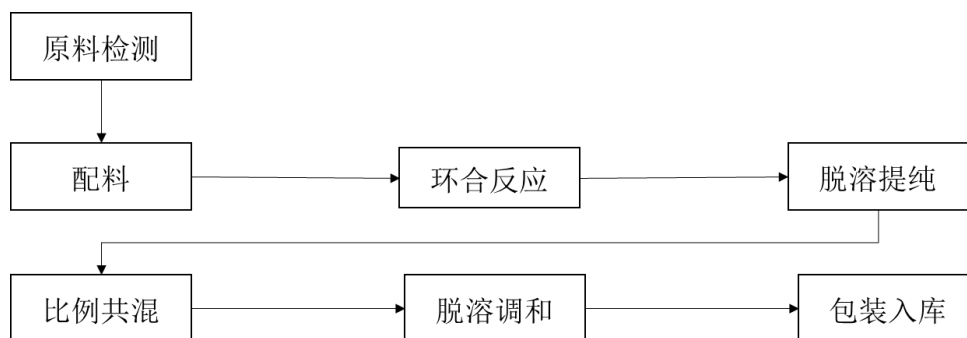 原料检测
配料
环合反应
脱溶提纯
比例共混
脱溶调和
包装入库